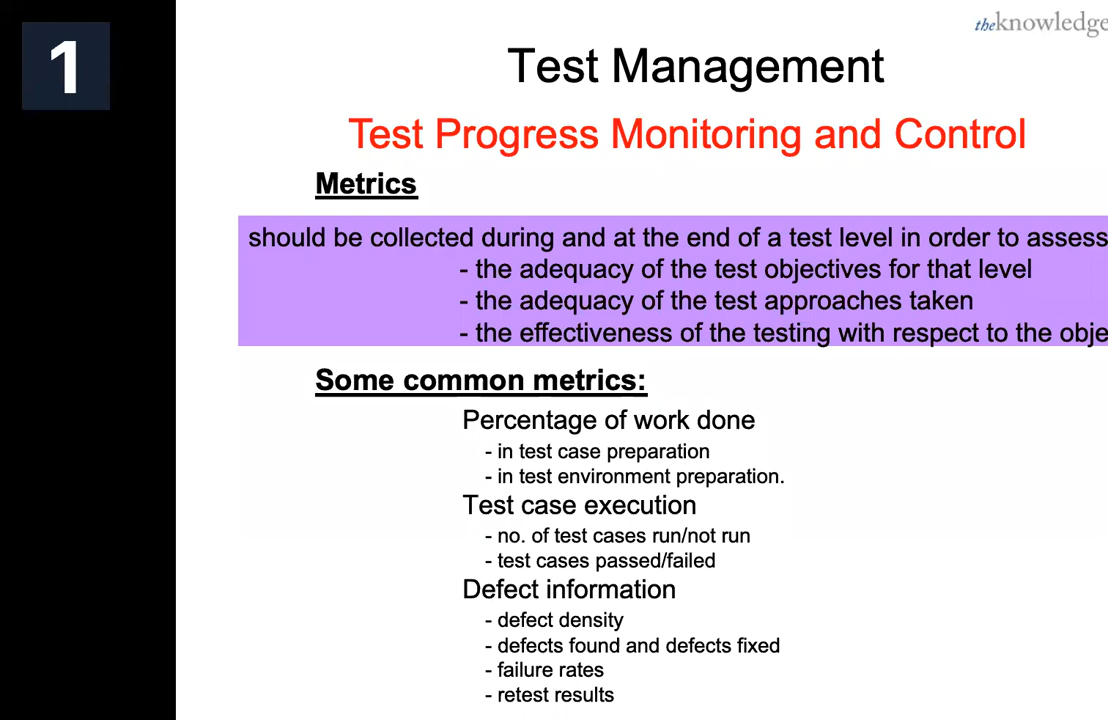 1
theknowledge
Test Management
Test Progress Monitoring and Control
Metrics
should be collected during and at the end of a test level in order to assess
- the adequacy of the test objectives for that level
- the adequacy of the test approaches taken
- the effectiveness of the testing with respect to the obje
Some common metrics:
Percentage of work done
- in test case preparation
- in test environment preparation.
Test case execution
- no. of test cases run/not run
- test cases passed/failed
Defect information
- defect density
- defects found and defects fixed
- failure rates
- retest results